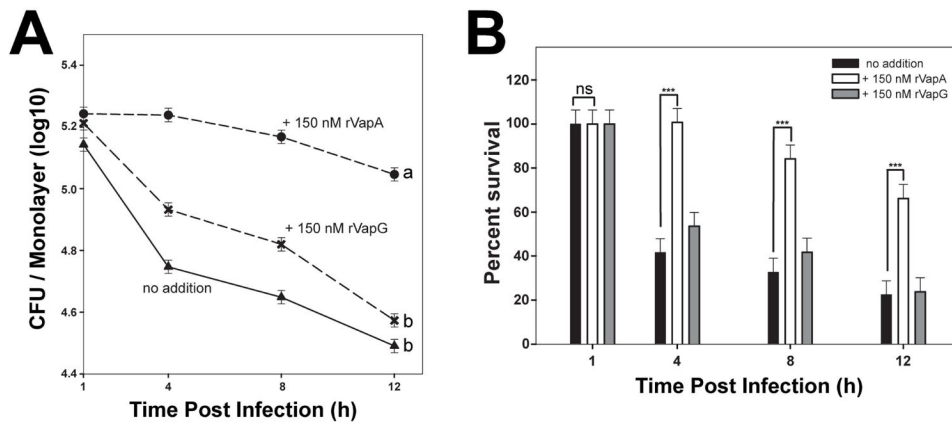 A
CFU / Monolayer (log10)
5.4
5.2
5.0
4.8
4.6
4.4
+ 150 nM rVapA
a
+ 150 nM rVapG
no addition
b
b
1
4
8
12
Time Post Infection (h)
B
Percent survival
120
100
80
60
40
20
0
no addition
+ 150 nM rVapA
+ 150 nM rVapG
ns
***
***
***
1
4
8
12
Time Post Infection (h)